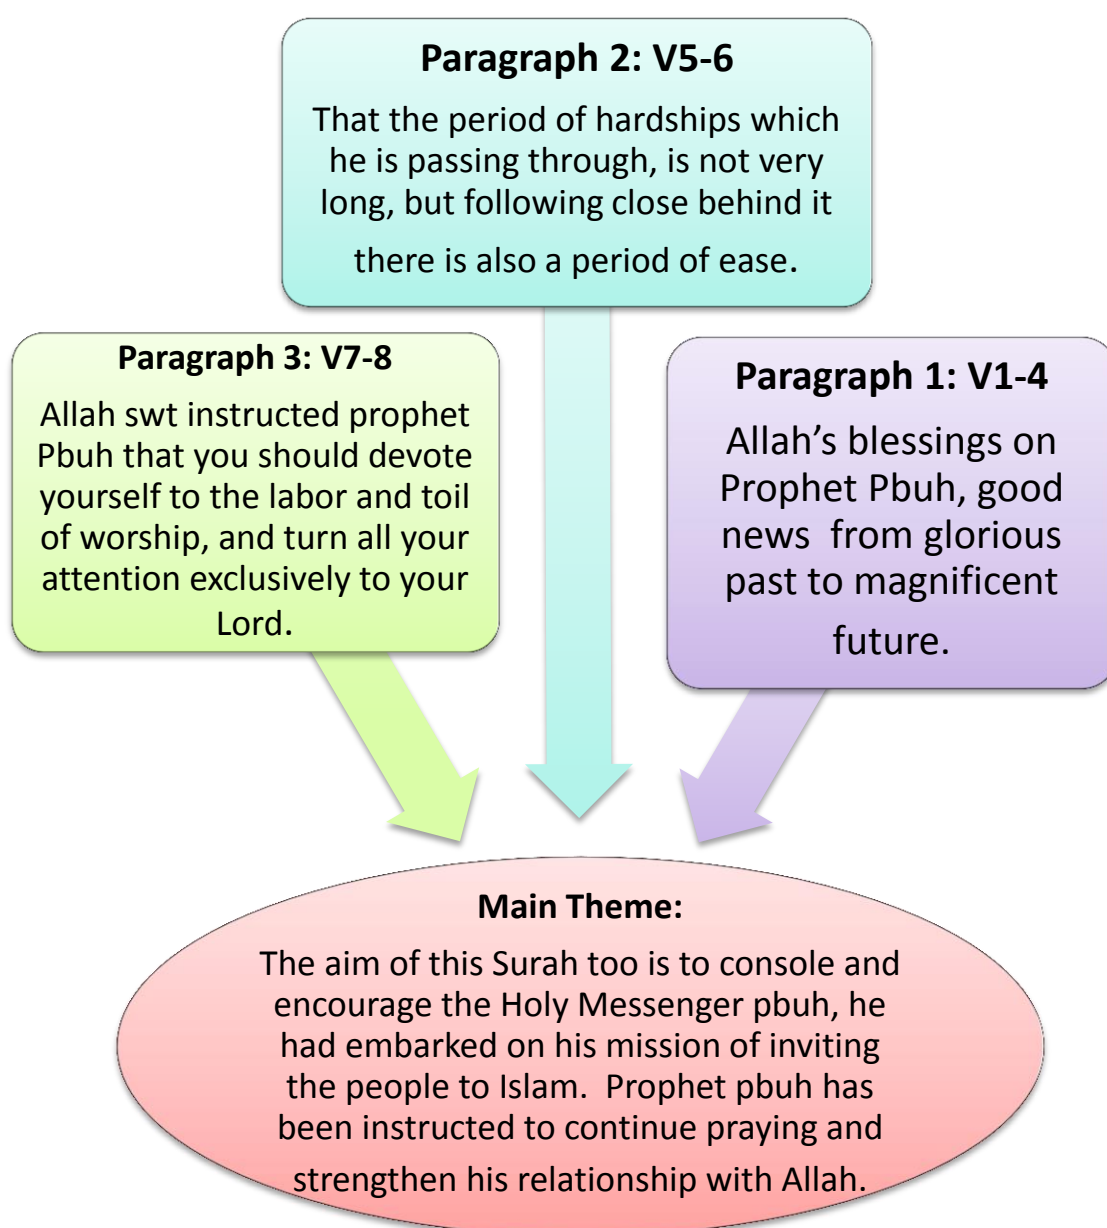 Paragraph 2: V5-6
That the period of hardships which
he is passing through, is not very
long, but following close behind it
there is also a period of ease.
Paragraph 3: V7-8
Allah swt instructed prophet
Pbuh that you should devote
yourself to the labor and toil
of worship, and turn all your
attention exclusively to your
Lord.
Paragraph 1: V1-4
Allah’s blessings on
Prophet Pbuh, good
news  from glorious
past to magnificent
future.
Main Theme:
The aim of this Surah too is to console and
encourage the Holy Messenger pbuh, he
had embarked on his mission of inviting
the people to Islam.  Prophet pbuh has
been instructed to continue praying and
strengthen his relationship with Allah.